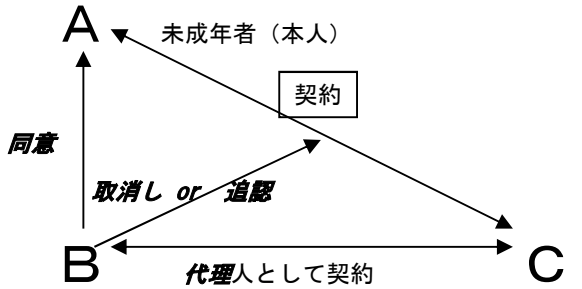 A
未成年者（本人）
契約
同意
取消し or 追認
B
C
代理人として契約